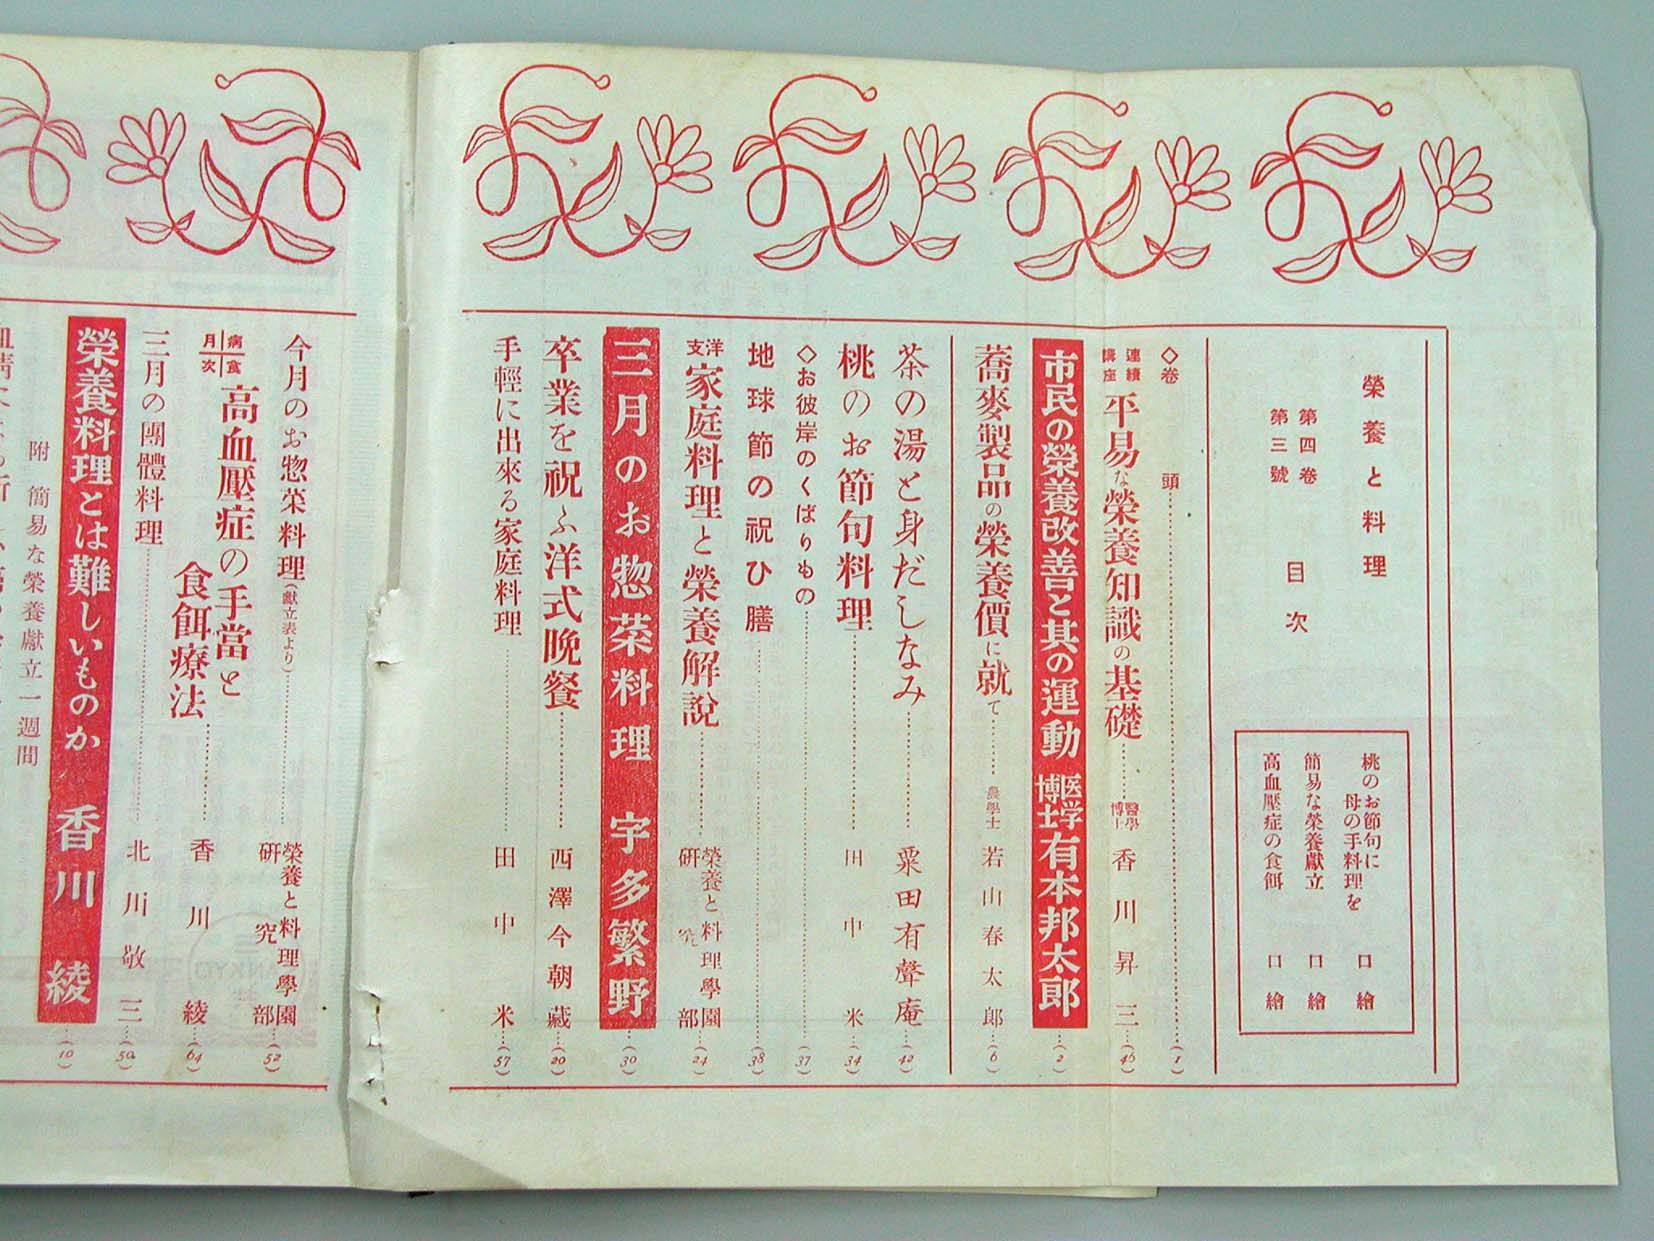 榮養と料理
第四卷
第三號
目次
桃のお節句に
母の手料理を 口繪
簡易な榮養獻立 口繪
高血壓症の食餌 口繪
◇卷頭……(1)
連續講座 平易な榮養知識の基礎……醫學博士 香川昇三…(46)
市民の榮養改善と其の運動 医学博士 有本邦太郎…(2)
蕎麥製品の榮養價に就て……農學士 若山春太郎…(6)
茶の湯と身だしなみ……粟田有聲庵…(42)
桃のお節句料理……田中米…(34)
◇お彼岸のくばりもの……(37)
地球節の祝ひ膳……(38)
洋支 家庭料理と榮養解說……榮養と料理學園研究部…(24)
三月のお惣菜料理 宇多繁野…(30)
卒業を祝ふ洋式晩餐……西澤今朝藏…(20)
手輕に出來る家庭料理……田中米…(57)
今月のお惣菜料理(獻立表より)……榮養と料理學園研究部…(52)
病食月次 高血壓症の手當と
食餌療法……香川綾…(64)
三月の團體料理……北川敬三…(50)
榮養料理とは難しいものか 香川綾…(10)
附 簡易な榮養獻立一週間